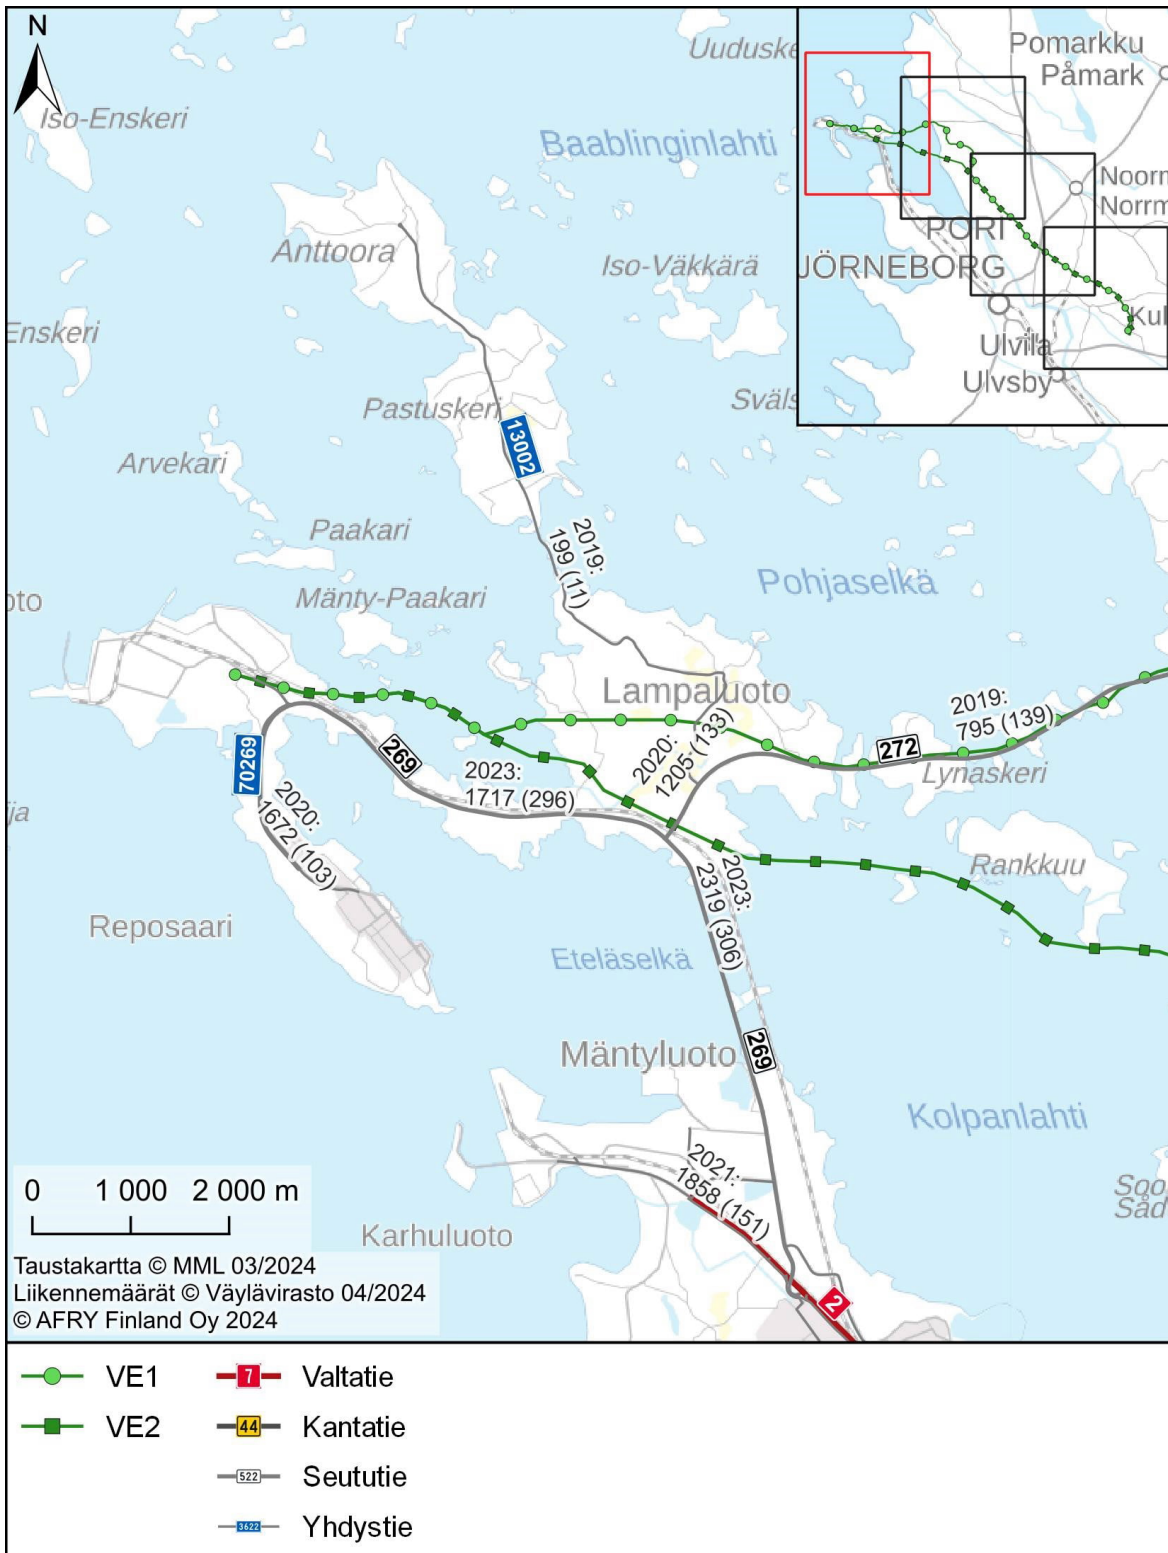 N
Uuduske
Iso-Enskeri
Baablinginlahti
Pomarkku
Påmark
Noorm
Norrm
PORI
JÖRNEBORG
Kul
Ulvila
Ulvsby
Anttoora
Iso-Väkkärä
Enskeri
Pastuskeri
Sväls
13002
Arvekari
Paakari
2019:
199 (11)
Pohjaselkä
Mänty-Paakari
oto
Lampaluoto
2019:
795 (139)
272
Lynaskeri
2020:
1205 (133)
269
2023:
1717 (296)
70269
2020:
1672 (103)
ja
2023:
2319 (306)
Rankkuu
Reposaari
Eteläselkä
Mäntyluoto
269
Kolpanlahti
2021:
1858 (151)
Soo
Såd
Karhuluoto
2
0 1 000 2 000 m
Taustakartta © MML 03/2024
Liikennemäärät © Väylävirasto 04/2024
© AFRY Finland Oy 2024
VE1
VE2
7 Valtatie
44 Kantatie
522 Seututie
3622 Yhdystie